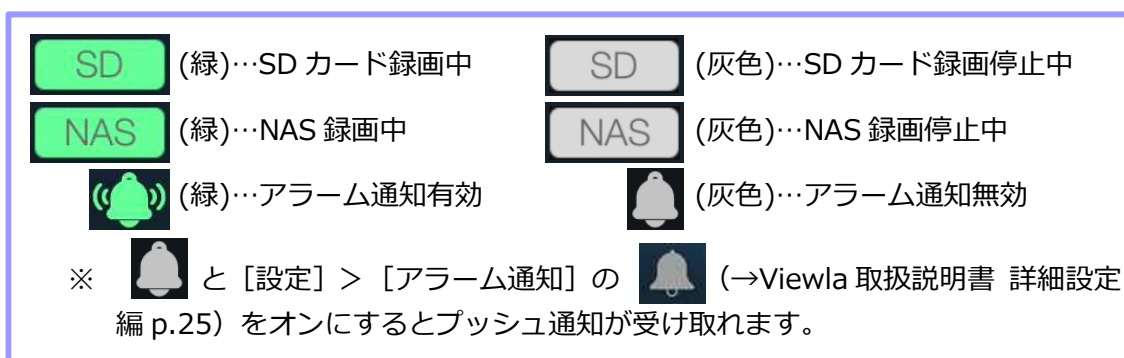 SD (緑)…SD カード録画中 SD (灰色)…SD カード録画停止中
NAS (緑)…NAS 録画中 NAS (灰色)…NAS 録画停止中
(緑)…アラーム通知有効 (灰色)…アラーム通知無効
※ と［設定］＞［アラーム通知］の （→Viewla 取扱説明書 詳細設定
編 p.25）をオンにするとプッシュ通知が受け取れます。